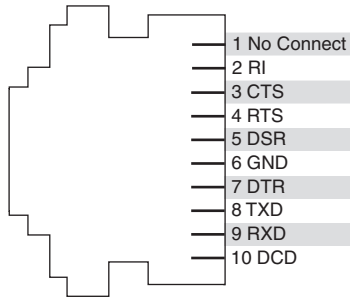 1 No Connect
2 RI
3 CTS
4 RTS
5 DSR
6 GND
7 DTR
8 TXD
9 RXD
10 DCD